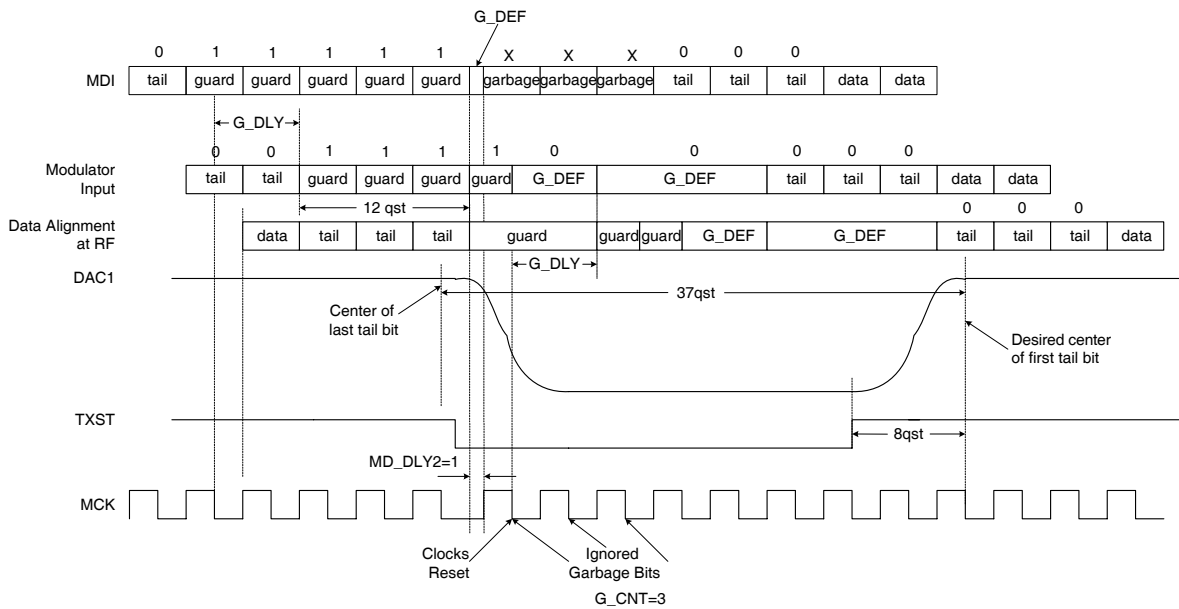 G_DEF
0 1 1 1 1 1 X X X 0 0 0
MDI tail guard guard guard guard guard garbage garbage garbage tail tail tail data data
G_DLY
0 0 1 1 1 1 0 0 0 0 0
Modulator Input tail tail guard guard guard guard G_DEF G_DEF tail tail tail data data
12 qst
0 0 0
Data Alignment at RF data tail tail tail guard guard guard G_DEF G_DEF tail tail tail data
G_DLY
DAC1
37qst
Center of
last tail bit
Desired center
of first tail bit
TXST
8qst
MD_DLY2=1
MCK
Clocks
Reset
Ignored
Garbage Bits
G_CNT=3